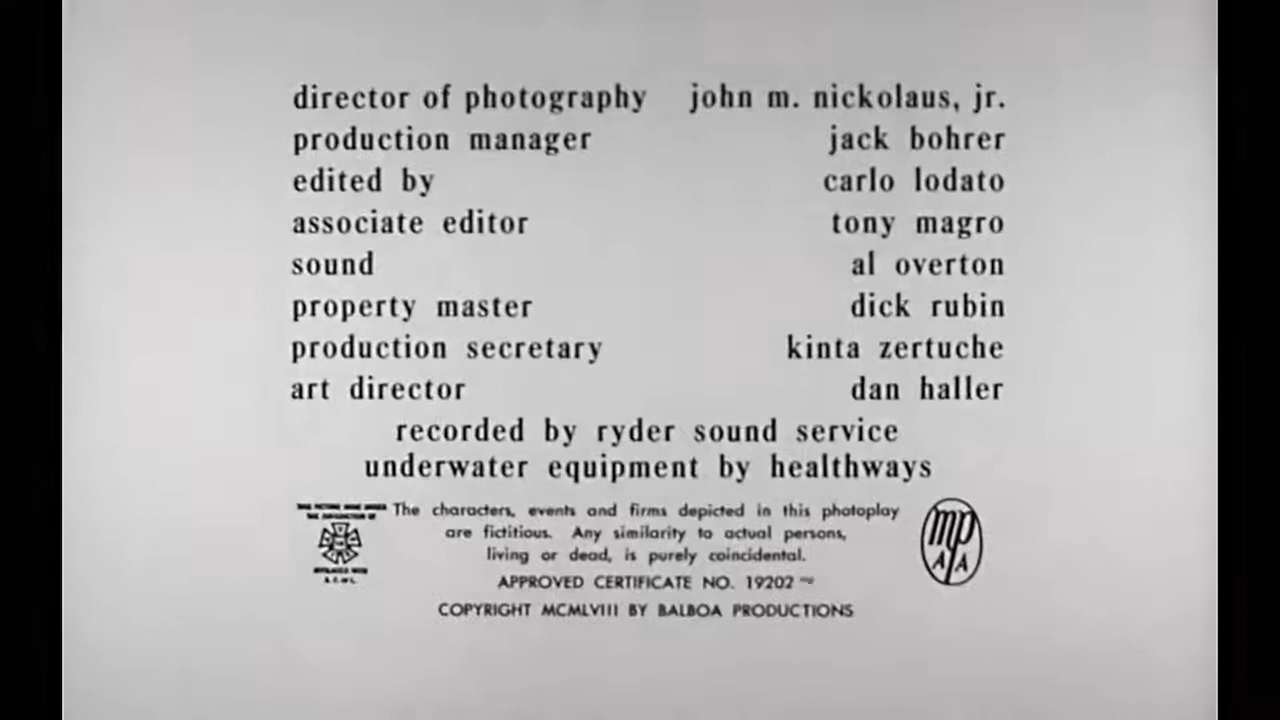 director of photography john m. nickolaus, jr.
production manager jack bohrer
edited by carlo lodato
associate editor tony magro
sound al overton
property master dick rubin
production secretary kinta zertuche
art director dan haller
recorded by ryder sound service
underwater equipment by healthways
The characters, events and firms depicted in this photoplay
are fictitious. Any similarity to actual persons,
living or dead, is purely coincidental.
APPROVED CERTIFICATE NO. 19202
COPYRIGHT MCMLVIII BY BALBOA PRODUCTIONS
mp
AA